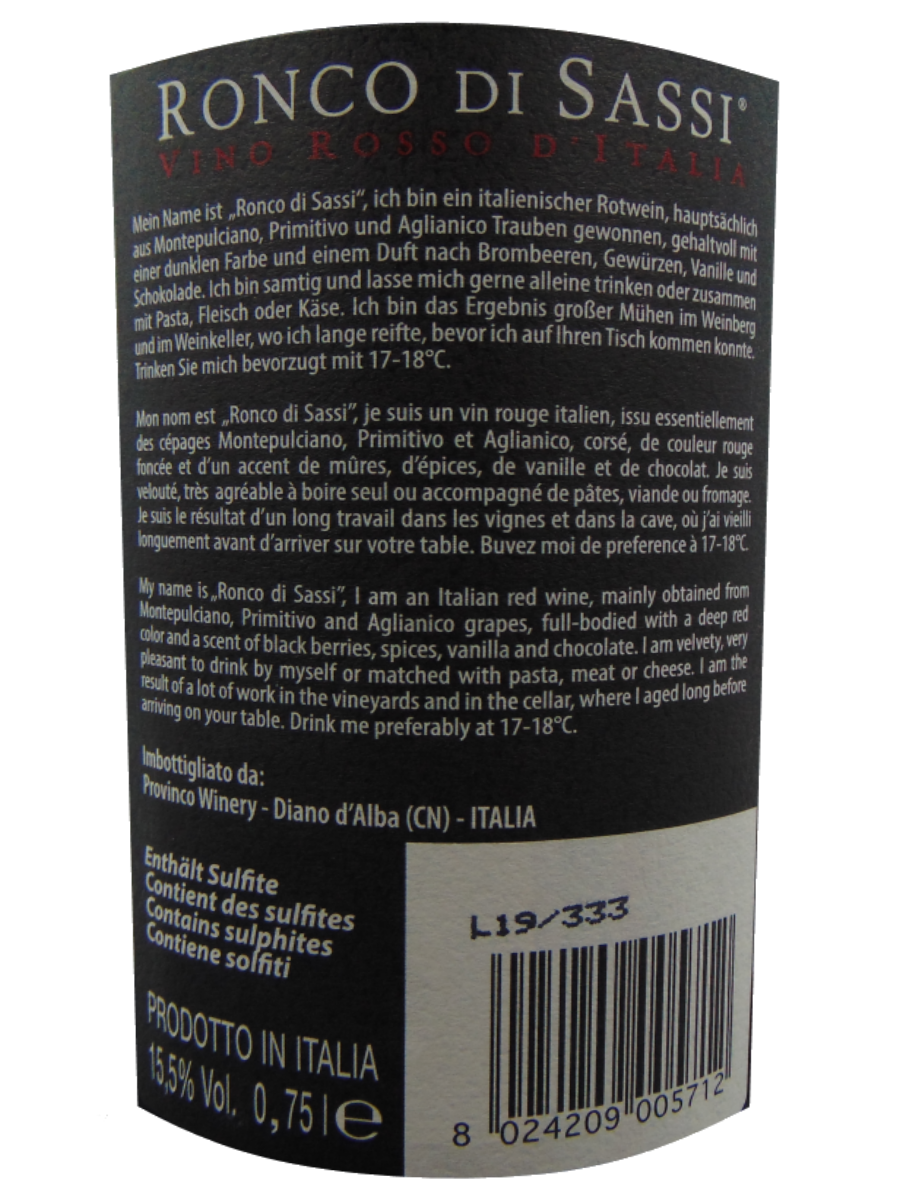 RONCO DI SASSI®
VINO ROSSO D'ITALIA
Mein Name ist „Ronco di Sassi“, ich bin ein italienischer Rotwein, hauptsächlich
aus Montepulciano, Primitivo und Aglianico Trauben gewonnen, gehaltvoll mit
einer dunklen Farbe und einem Duft nach Brombeeren, Gewürzen, Vanille und
Schokolade. Ich bin samtig und lasse mich gerne alleine trinken oder zusammen
mit Pasta, Fleisch oder Käse. Ich bin das Ergebnis großer Mühen im Weinberg
und im Weinkeller, wo ich lange reifte, bevor ich auf Ihren Tisch kommen konnte.
Trinken Sie mich bevorzugt mit 17-18°C.
Mon nom est „Ronco di Sassi”, je suis un vin rouge italien, issu essentiellement
des cépages Montepulciano, Primitivo et Aglianico, corsé, de couleur rouge
foncée et d'un accent de mûres, d'épices, de vanille et de chocolat. Je suis
velouté, très agréable à boire seul ou accompagné de pâtes, viande ou fromage.
Je suis le résultat d'un long travail dans les vignes et dans la cave, où j'ai vieilli
longuement avant d'arriver sur votre table. Buvez moi de preference à 17-18°C.
My name is „Ronco di Sassi”, I am an Italian red wine, mainly obtained from
Montepulciano, Primitivo and Aglianico grapes, full-bodied with a deep red
color and a scent of black berries, spices, vanilla and chocolate. I am velvety, very
pleasant to drink by myself or matched with pasta, meat or cheese. I am the
result of a lot of work in the vineyards and in the cellar, where I aged long before
arriving on your table. Drink me preferably at 17-18°C.
Imbottigliato da:
Provinco Winery - Diano d'Alba (CN) - ITALIA
Enthält Sulfite
Contient des sulfites
Contains sulphites
Contiene solfiti
PRODOTTO IN ITALIA
15,5% Vol. 0,75 l e
L19/333
8 024209 005712